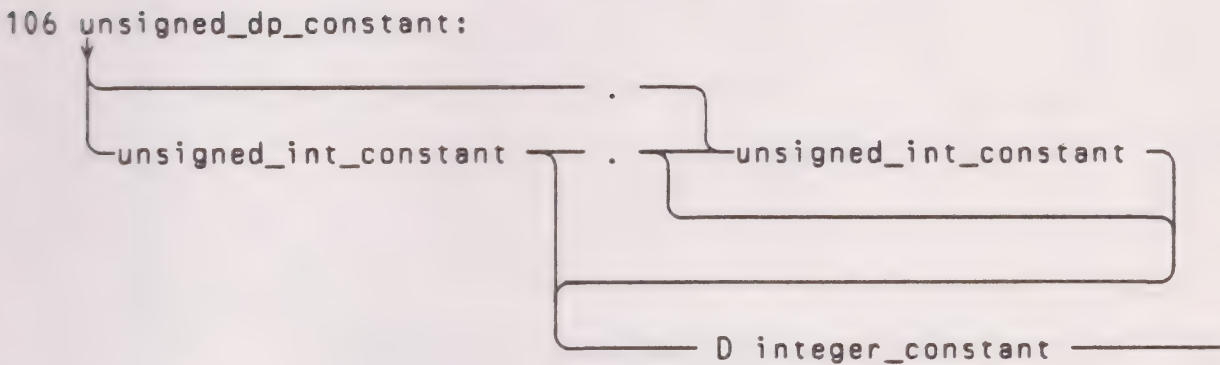 106 unsigned_dp_constant:
.
unsigned_int_constant . unsigned_int_constant
D integer_constant